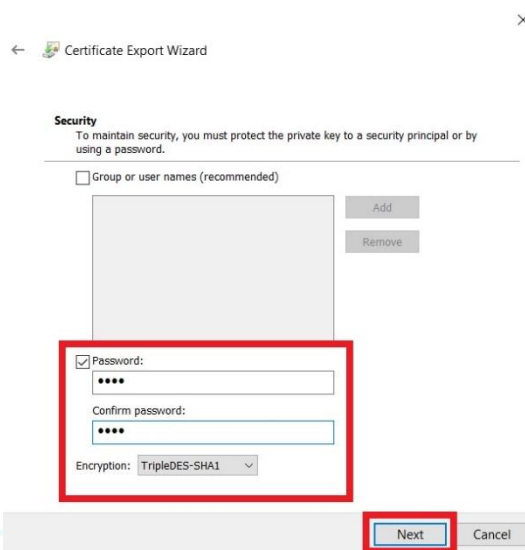 Certificate Export Wizard
Security
To maintain security, you must protect the private key to a security principal or by
using a password.
Group or user names (recommended)
Add
Remove
Password:
••••
Confirm password:
••••
Encryption: TripleDES-SHA1
Next Cancel